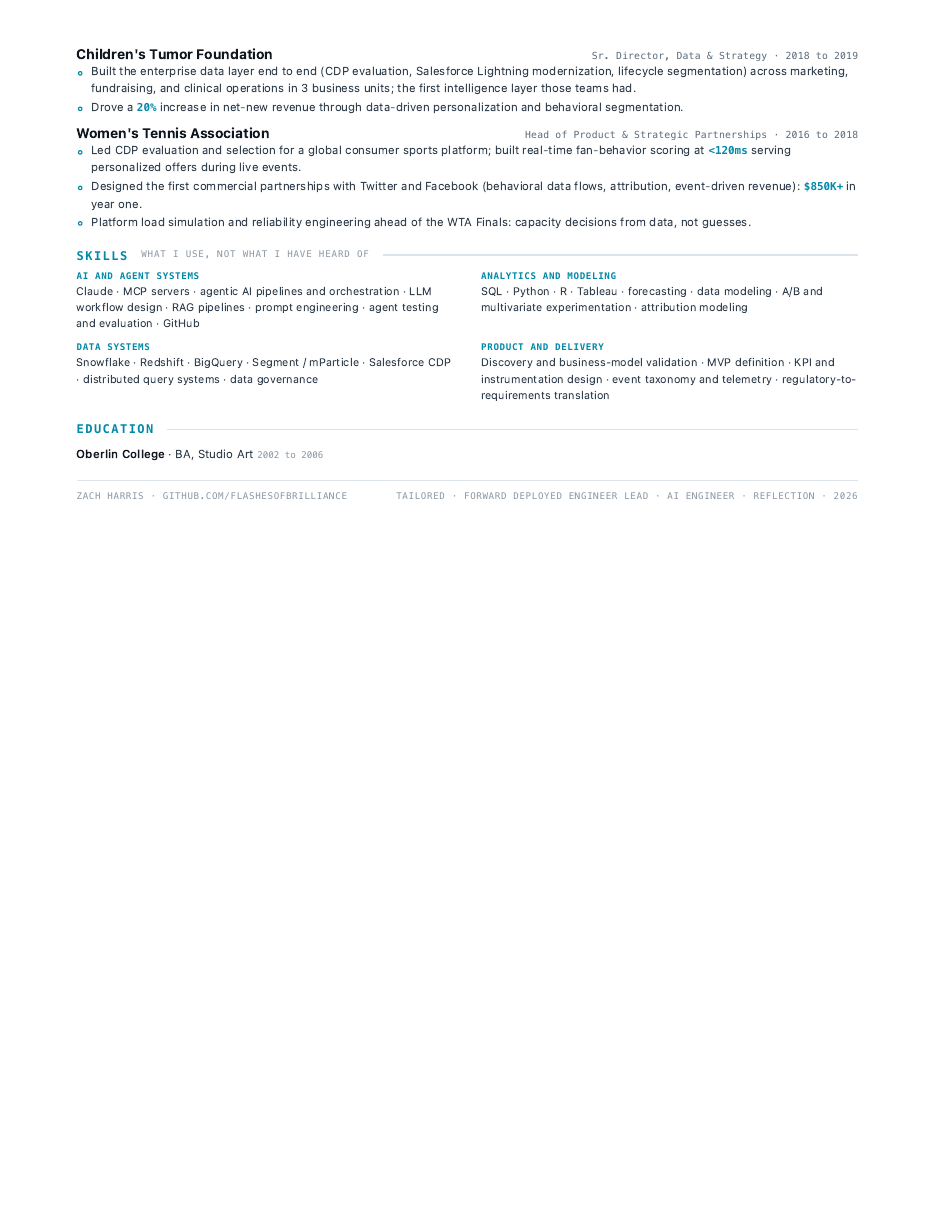 Children's Tumor Foundation Sr. Director, Data & Strategy · 2018 to 2019
Built the enterprise data layer end to end (CDP evaluation, Salesforce Lightning modernization, lifecycle segmentation) across marketing,
fundraising, and clinical operations in 3 business units; the first intelligence layer those teams had.
Drove a 20% increase in net-new revenue through data-driven personalization and behavioral segmentation.
Women's Tennis Association Head of Product & Strategic Partnerships · 2016 to 2018
Led CDP evaluation and selection for a global consumer sports platform; built real-time fan-behavior scoring at <120ms serving
personalized offers during live events.
Designed the first commercial partnerships with Twitter and Facebook (behavioral data flows, attribution, event-driven revenue): $850K+ in
year one.
Platform load simulation and reliability engineering ahead of the WTA Finals: capacity decisions from data, not guesses.
SKILLS WHAT I USE, NOT WHAT I HAVE HEARD OF
AI AND AGENT SYSTEMS
Claude · MCP servers · agentic AI pipelines and orchestration · LLM
workflow design · RAG pipelines · prompt engineering · agent testing
and evaluation · GitHub
ANALYTICS AND MODELING
SQL · Python · R · Tableau · forecasting · data modeling · A/B and
multivariate experimentation · attribution modeling
DATA SYSTEMS
Snowflake · Redshift · BigQuery · Segment / mParticle · Salesforce CDP
· distributed query systems · data governance
PRODUCT AND DELIVERY
Discovery and business-model validation · MVP definition · KPI and
instrumentation design · event taxonomy and telemetry · regulatory-to-
requirements translation
EDUCATION
Oberlin College · BA, Studio Art 2002 to 2006
ZACH HARRIS · GITHUB.COM/FLASHESOFBRILLIANCE TAILORED · FORWARD DEPLOYED ENGINEER LEAD · AI ENGINEER · REFLECTION · 2026